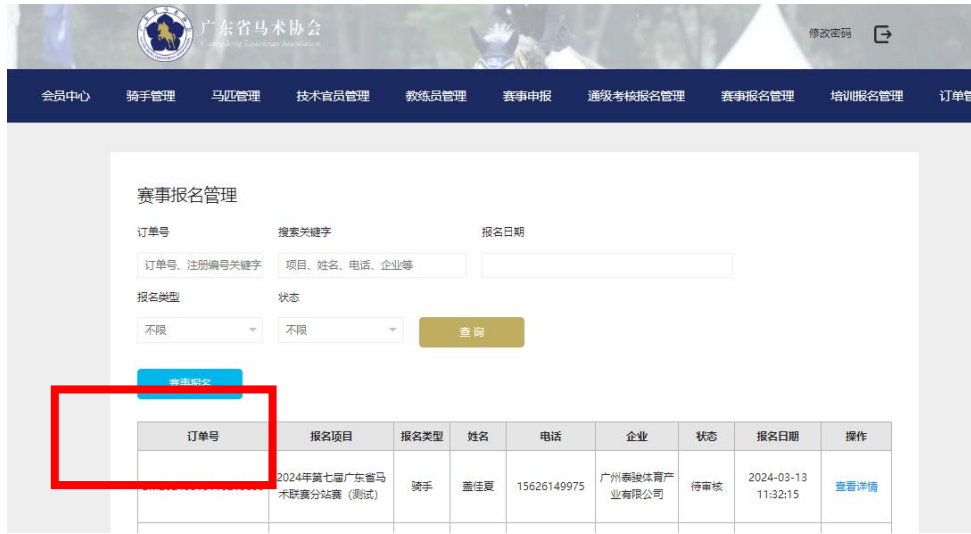 广东省马术协会
Guangdong Equestrian Association
修改密码
会员中心 骑手管理 马匹管理 技术官员管理 教练员管理 赛事申报 通级考核报名管理 赛事报名管理 培训报名管理 订单
赛事报名管理
订单号 搜索关键字 报名日期
订单号、注册编号关键字 项目、姓名、电话、企业等
报名类型 状态
不限 不限 查询
赛事报名
订单号 报名项目 报名类型 姓名 电话 企业 状态 报名日期 操作
2024年第七届广东省马
术联赛分站赛（测试）
骑手 盖佳夏 15626149975
广州泰骏体育产
业有限公司
待审核
2024-03-13
11:32:15
查看详情